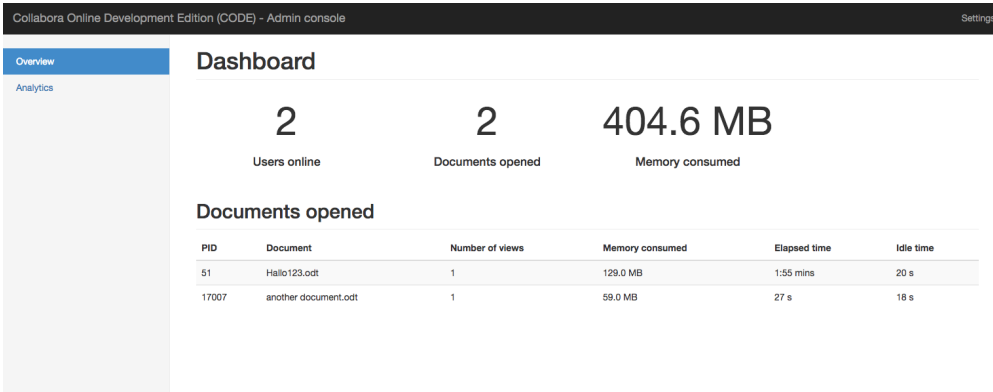 Collabora Online Development Edition (CODE) - Admin console Settings
Overview
Analytics
Dashboard
2 2 404.6 MB
Users online Documents opened Memory consumed
Documents opened
PID Document Number of views Memory consumed Elapsed time Idle time
51 Hallo123.odt 1 129.0 MB 1:55 mins 20 s
17007 another document.odt 1 59.0 MB 27 s 18 s